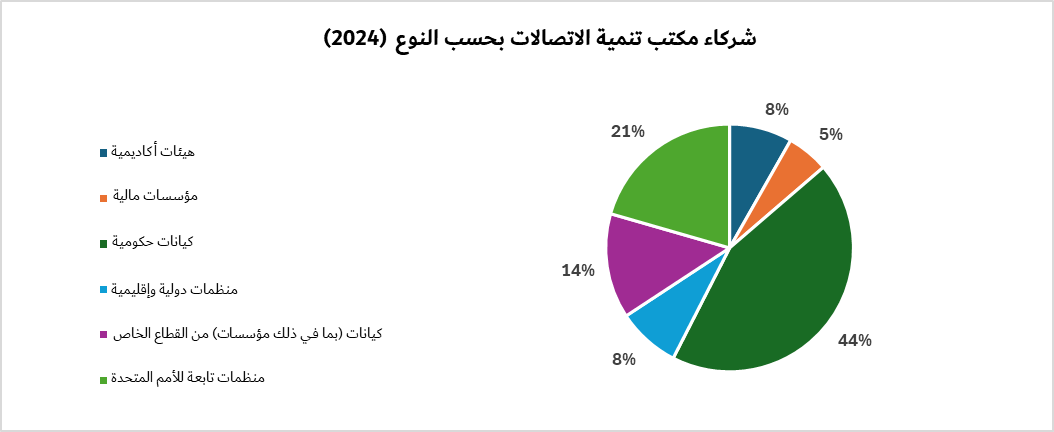 شركاء مكتب تنمية الاتصالات بحسب النوع (2024)
هيئات أكاديمية
مؤسسات مالية
كيانات حكومية
منظمات دولية وإقليمية
كيانات (بما في ذلك مؤسسات) من القطاع الخاص
منظمات تابعة للأمم المتحدة
8%
5%
44%
8%
14%
21%